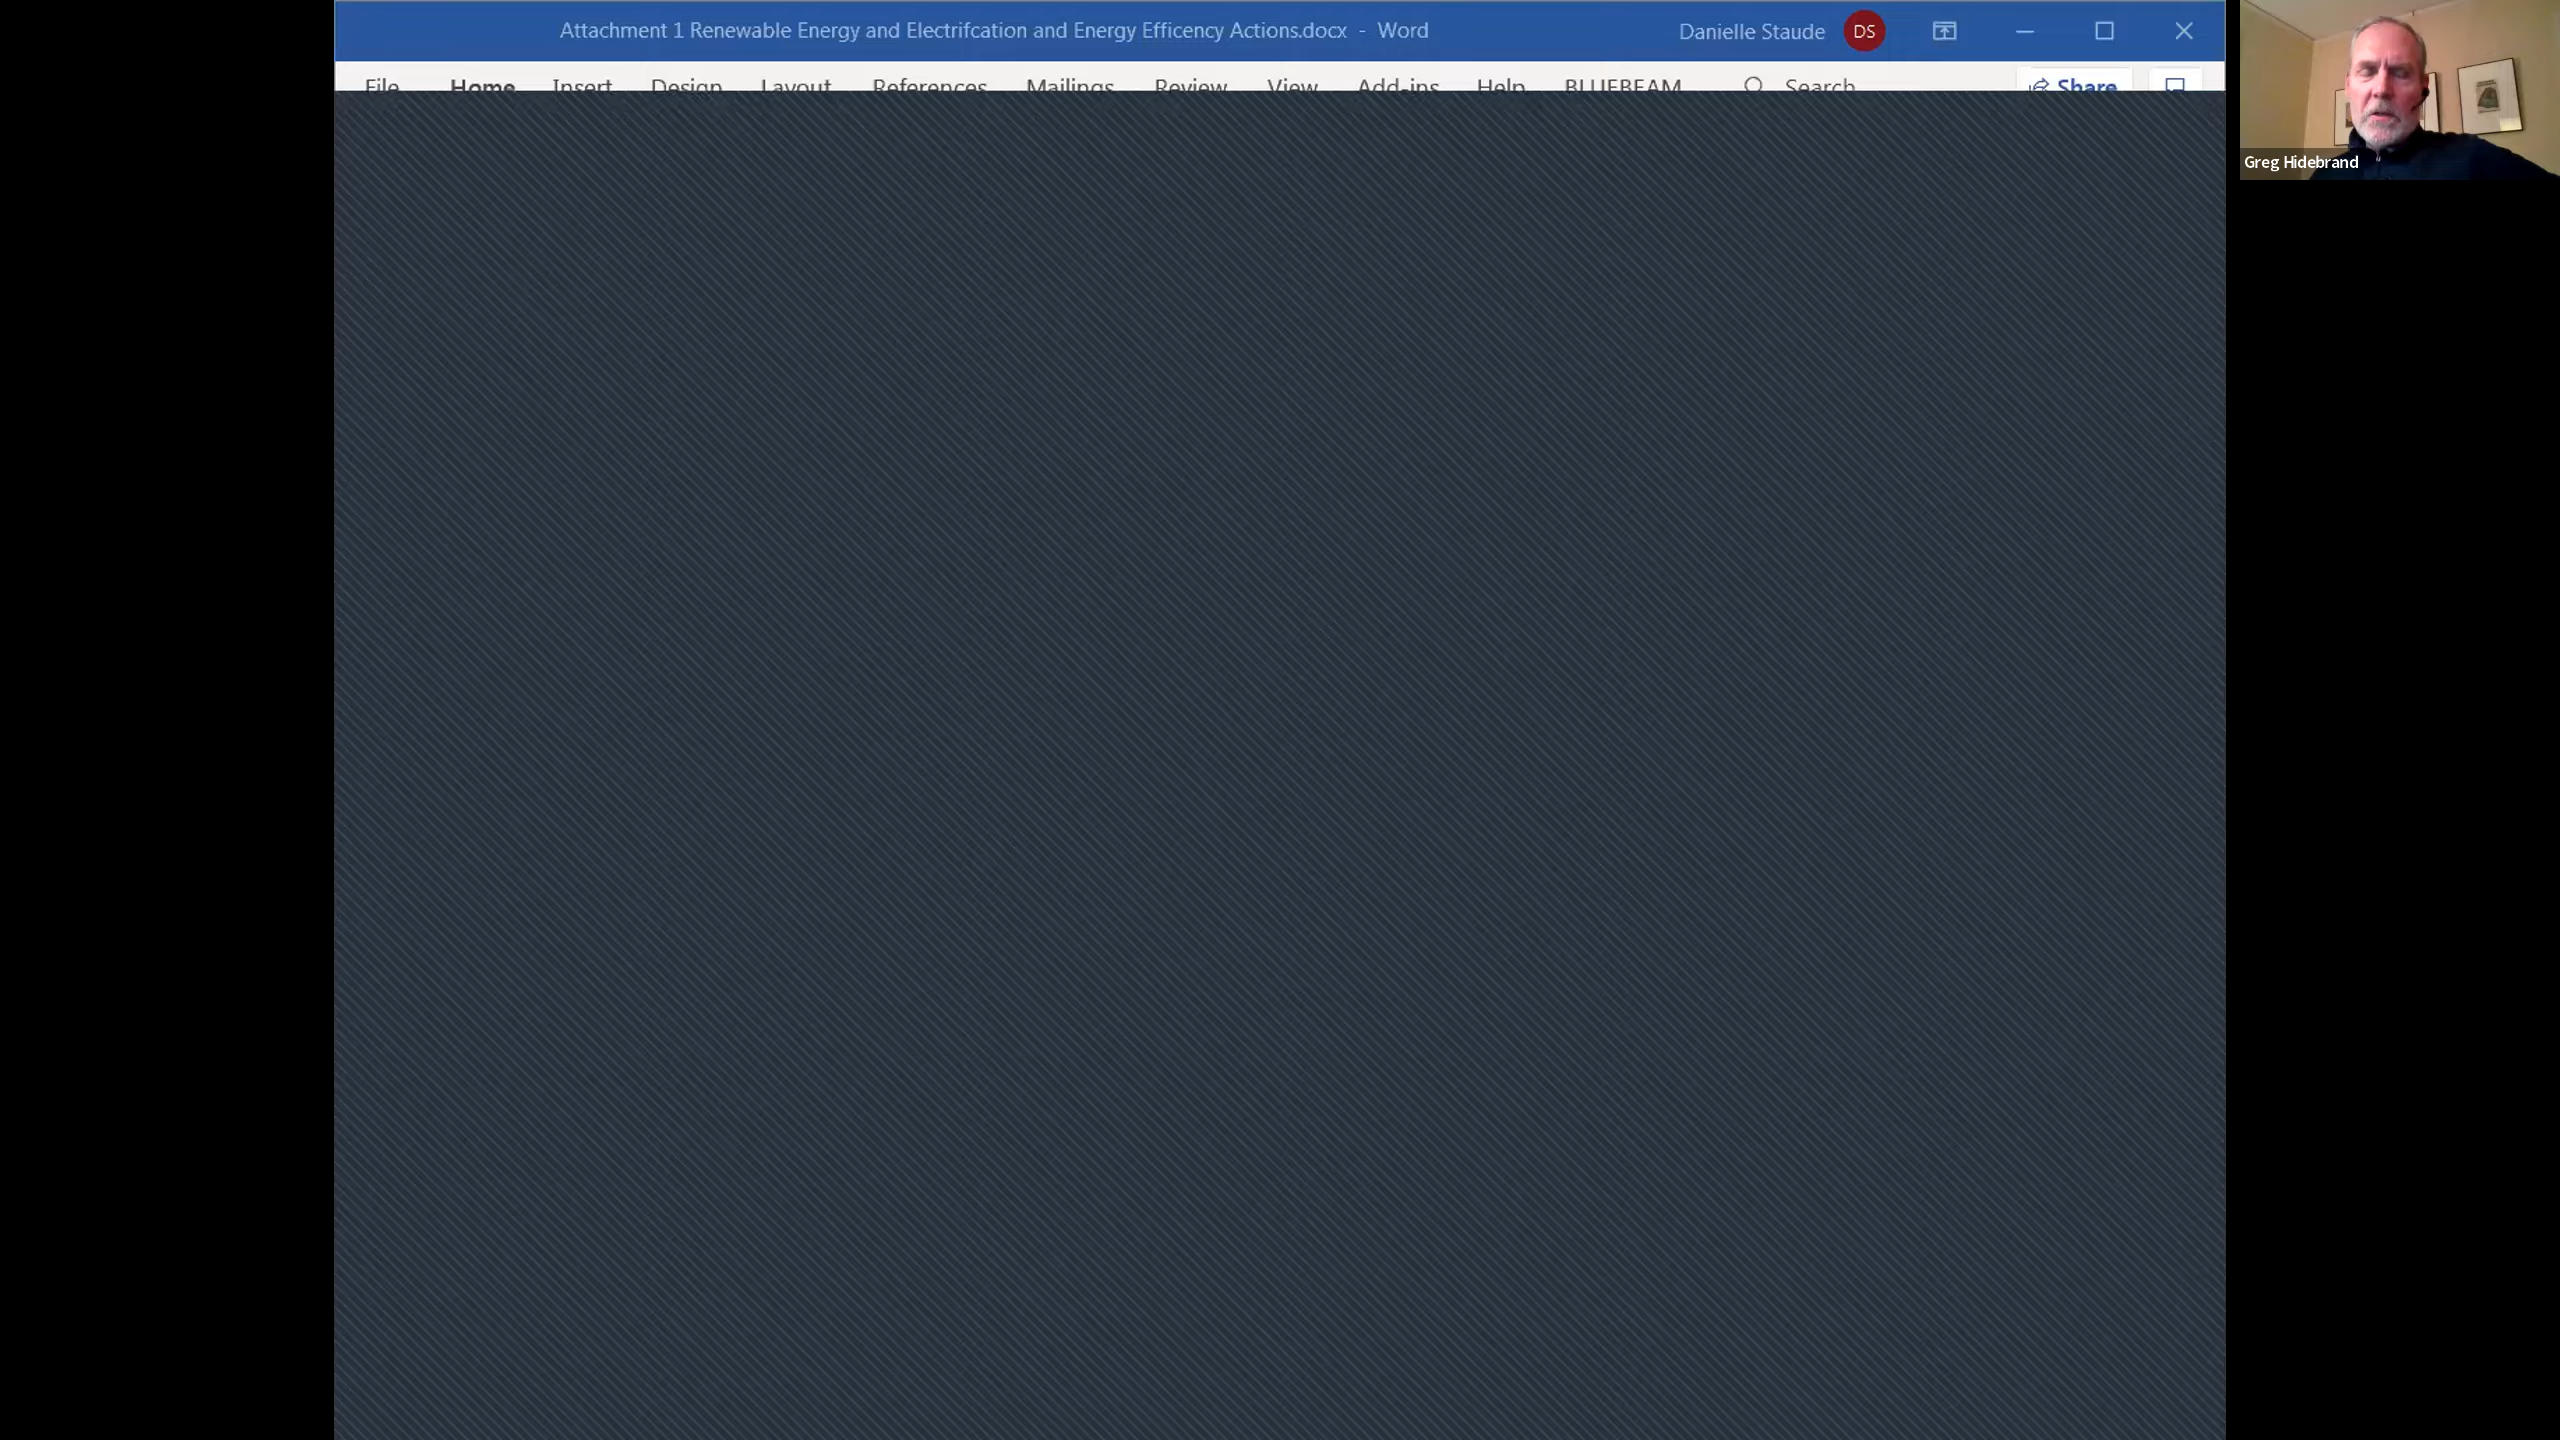 Attachment 1 Renewable Energy and Electrifcation and Energy Efficency Actions.docx - Word
Danielle Staude DS
File Home Insert Design Layout References Mailings Review View Add-ins Help BLUEBEAM Search Share
Greg Hidebrand